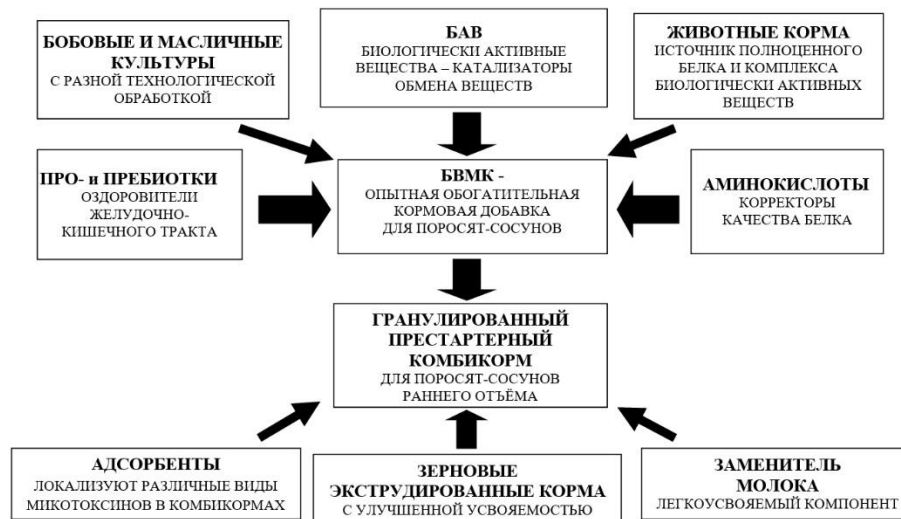 БОБОВЫЕ И МАСЛИЧНЫЕ
КУЛЬТУРЫ
С РАЗНОЙ ТЕХНОЛОГИЧЕСКОЙ
ОБРАБОТКОЙ
БАВ
БИОЛОГИЧЕСКИ АКТИВНЫЕ
ВЕЩЕСТВА – КАТАЛИЗАТОРЫ
ОБМЕНА ВЕЩЕСТВ
ЖИВОТНЫЕ КОРМА
ИСТОЧНИК ПОЛНОЦЕННОГО
БЕЛКА И КОМПЛЕКСА
БИОЛОГИЧЕСКИ АКТИВНЫХ
ВЕЩЕСТВ
ПРО- и ПРЕБИОТКИ
ОЗДОРОВИТЕЛИ
ЖЕЛУДОЧНО-
КИШЕЧНОГО ТРАКТА
БВМК -
ОПЫТНАЯ ОБОГАТИТЕЛЬНАЯ
КОРМОВАЯ ДОБАВКА
ДЛЯ ПОРОСЯТ-СОСУНОВ
АМИНОКИСЛОТЫ
КОРРЕКТОРЫ
КАЧЕСТВА БЕЛКА
ГРАНУЛИРОВАННЫЙ
ПРЕСТАРТЕРНЫЙ
КОМБИКОРМ
ДЛЯ ПОРОСЯТ-СОСУНОВ
РАННЕГО ОТЪЁМА
АДСОРБЕНТЫ
ЛОКАЛИЗУЮТ РАЗЛИЧНЫЕ ВИДЫ
МИКОТОКСИНОВ В КОМБИКОРМАХ
ЗЕРНОВЫЕ
ЭКСТРУДИРОВАННЫЕ КОРМА
С УЛУЧШЕННОЙ УСВОЯЕМОСТЬЮ
ЗАМЕНИТЕЛЬ
МОЛОКА
ЛЕГКОУСВОЯЕМЫЙ КОМПОНЕНТ